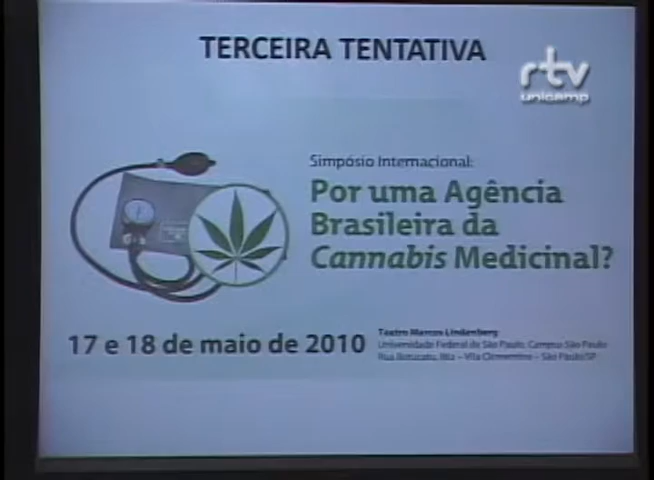 TERCEIRA TENTATIVA
rtv
unicamp
Simpósio Internacional:
Por uma Agência
Brasileira da
Cannabis Medicinal?
17 e 18 de maio de 2010
Teatro Marcos Lindenberg
Universidade Federal de São Paulo, Campus São Paulo
Rua Botucatu, – Vila Clementino – São Paulo/SP